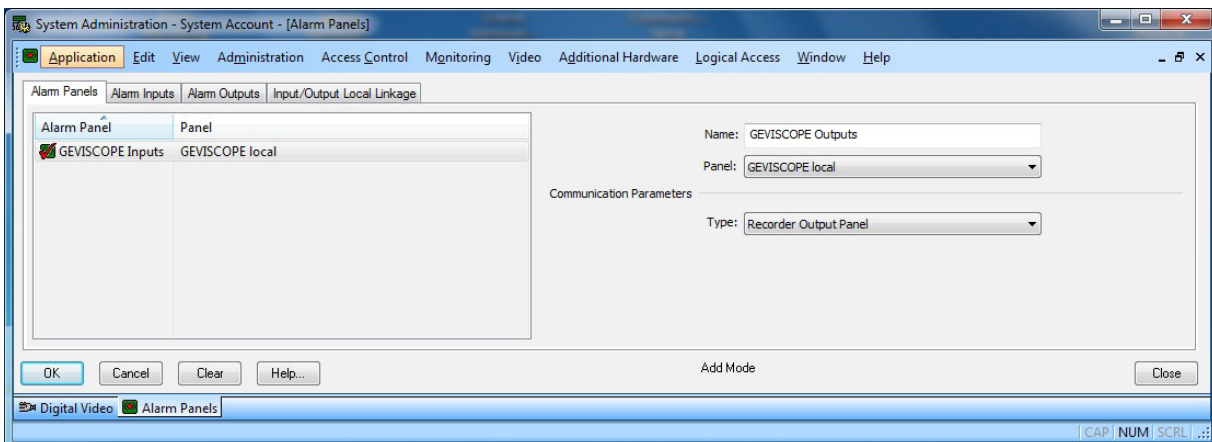 System Administration - System Account - [Alarm Panels]
Application Edit View Administration Access Control Monitoring Video Additional Hardware Logical Access Window Help
Alarm Panels Alarm Inputs Alarm Outputs Input/Output Local Linkage
Alarm Panel Panel
GEVISCOPE Inputs GEVISCOPE local
Name: GEVISCOPE Outputs
Panel: GEVISCOPE local
Communication Parameters
Type: Recorder Output Panel
OK Cancel Clear Help... Add Mode Close
Digital Video Alarm Panels
CAP NUM SCRL